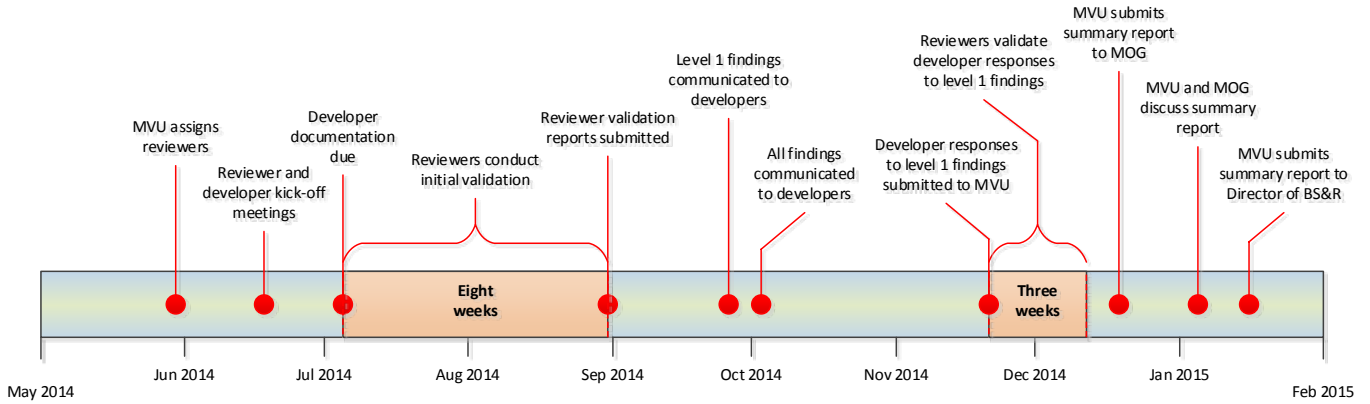 MVU assigns
reviewers
Reviewer and
developer kick-off
meetings
Developer
documentation
due
Reviewers conduct
initial validation
Reviewer validation
reports submitted
Level 1 findings
communicated to
developers
All findings
communicated
to developers
Developer responses
to level 1 findings
submitted to MVU
Reviewers validate
developer responses
to level 1 findings
MVU submits
summary report
to MOG
MVU and MOG
discuss summary
report
MVU submits
summary report to
Director of BS&R
Eight
weeks
Three
weeks
May 2014
Jun 2014
Jul 2014
Aug 2014
Sep 2014
Oct 2014
Nov 2014
Dec 2014
Jan 2015
Feb 2015